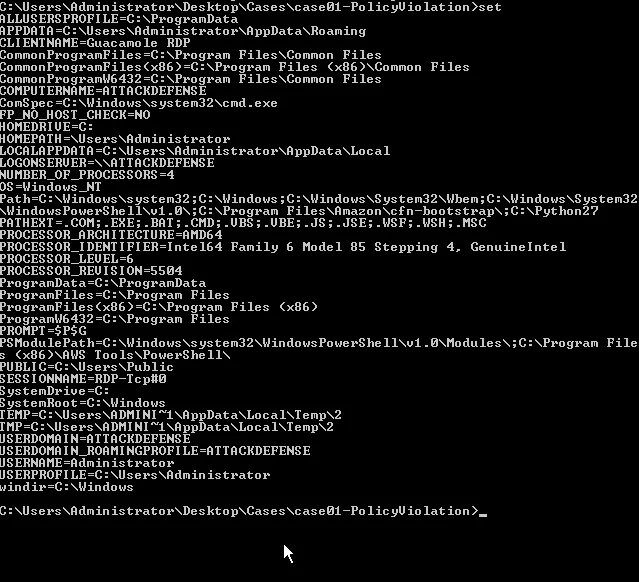 C:\Users\Administrator\Desktop\Cases\case01-PolicyViolation>set
ALLUSERSPROFILE=C:\ProgramData
APPDATA=C:\Users\Administrator\AppData\Roaming
CLIENTNAME=Guacamole RDP
CommonProgramFiles=C:\Program Files\Common Files
CommonProgramFiles(x86)=C:\Program Files (x86)\Common Files
CommonProgramW6432=C:\Program Files\Common Files
COMPUTERNAME=ATTACKDEFENSE
ComSpec=C:\Windows\system32\cmd.exe
FP_NO_HOST_CHECK=NO
HOMEDRIVE=C:
HOMEPATH=\Users\Administrator
LOCALAPPDATA=C:\Users\Administrator\AppData\Local
LOGONSERVER=\\ATTACKDEFENSE
NUMBER_OF_PROCESSORS=4
OS=Windows_NT
Path=C:\Windows\system32;C:\Windows;C:\Windows\System32\Wbem;C:\Windows\System32
\WindowsPowerShell\v1.0\;C:\Program Files\Amazon\cfn-bootstrap\;C:\Python27
PATHEXT=.COM;.EXE;.BAT;.CMD;.VBS;.VBE;.JS;.JSE;.WSF;.WSH;.MSC
PROCESSOR_ARCHITECTURE=AMD64
PROCESSOR_IDENTIFIER=Intel64 Family 6 Model 85 Stepping 4, GenuineIntel
PROCESSOR_LEVEL=6
PROCESSOR_REVISION=5504
ProgramData=C:\ProgramData
ProgramFiles=C:\Program Files
ProgramFiles(x86)=C:\Program Files (x86)
ProgramW6432=C:\Program Files
PROMPT=$P$G
PSModulePath=C:\Windows\system32\WindowsPowerShell\v1.0\Modules\;C:\Program File
s (x86)\AWS Tools\PowerShell\
PUBLIC=C:\Users\Public
SESSIONNAME=RDP-Tcp#0
SystemDrive=C:
SystemRoot=C:\Windows
TEMP=C:\Users\ADMINI~1\AppData\Local\Temp\2
TMP=C:\Users\ADMINI~1\AppData\Local\Temp\2
USERDOMAIN=ATTACKDEFENSE
USERDOMAIN_ROAMINGPROFILE=ATTACKDEFENSE
USERNAME=Administrator
USERPROFILE=C:\Users\Administrator
windir=C:\Windows
C:\Users\Administrator\Desktop\Cases\case01-PolicyViolation>_